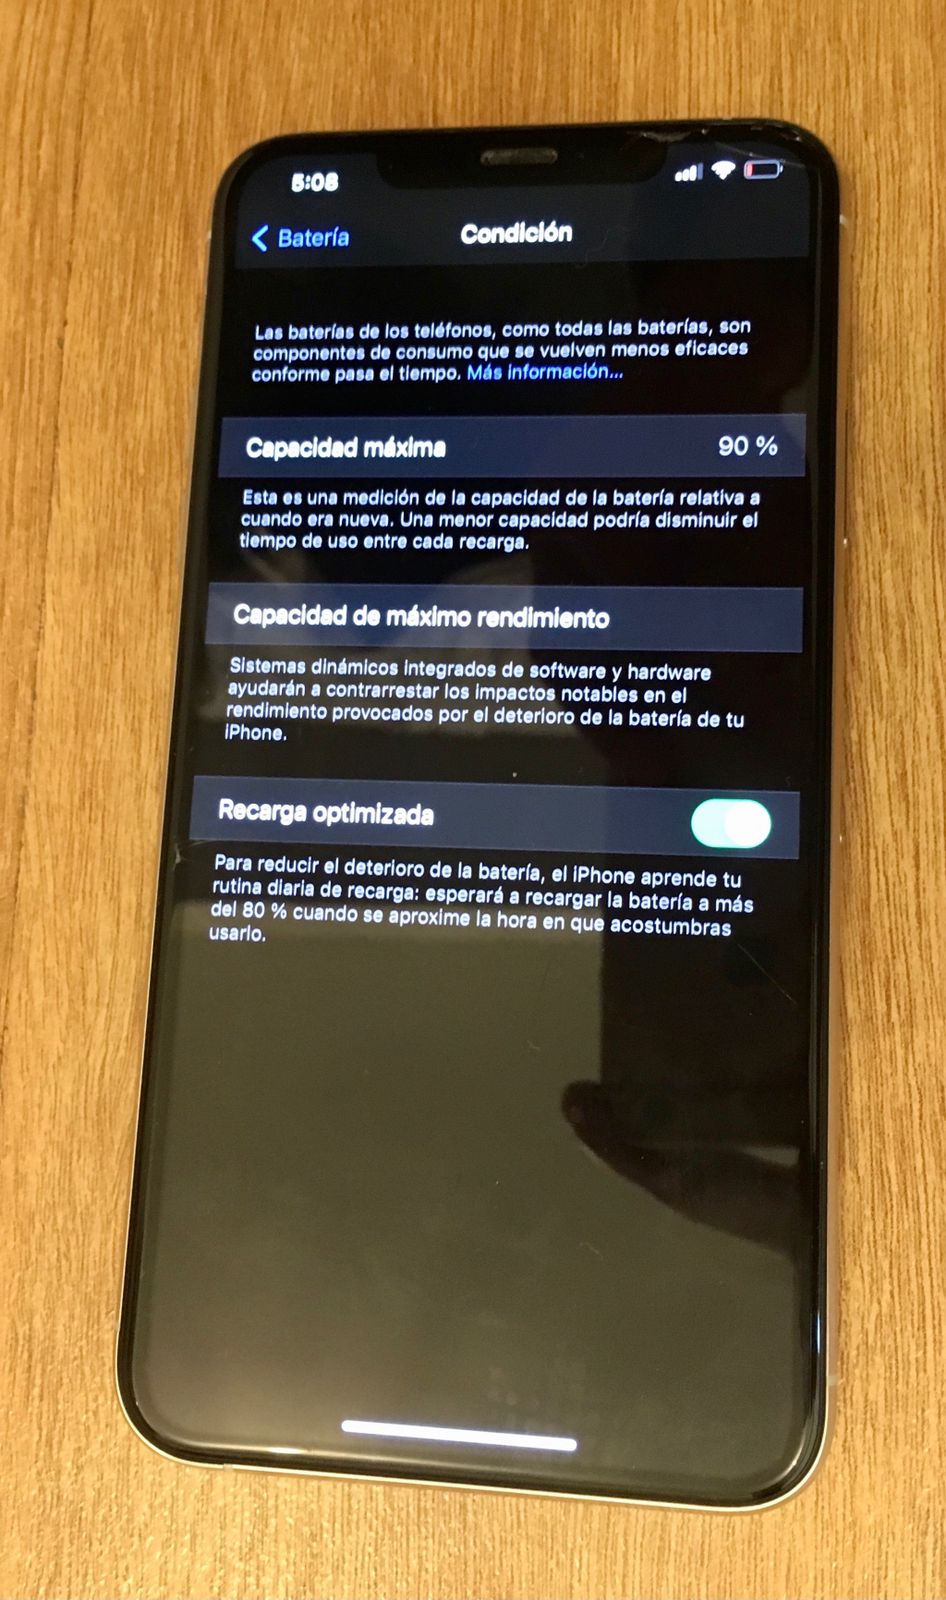 5:08
Batería
Condición
Las baterías de los teléfonos, como todas las baterías, son
componentes de consumo que se vuelven menos eficaces
conforme pasa el tiempo. Más información...
Capacidad máxima
90 %
Esta es una medición de la capacidad de la batería relativa a
cuando era nueva. Una menor capacidad podría disminuir el
tiempo de uso entre cada recarga.
Capacidad de máximo rendimiento
Sistemas dinámicos integrados de software y hardware
ayudarán a contrarrestar los impactos notables en el
rendimiento provocados por el deterioro de la batería de tu
iPhone.
Recarga optimizada
Para reducir el deterioro de la batería, el iPhone aprende tu
rutina diaria de recarga: esperará a recargar la batería a más
del 80 % cuando se aproxime la hora en que acostumbras
usarlo.